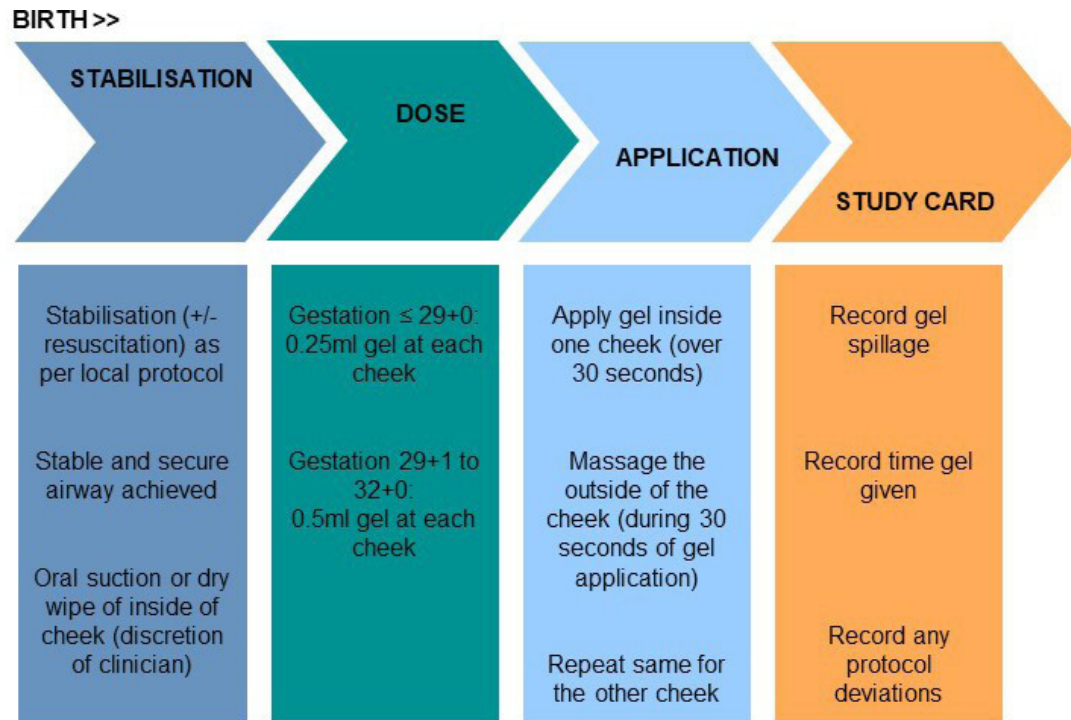 BIRTH >>
STABILISATION
DOSE
APPLICATION
STUDY CARD
Stabilisation (+/-
resuscitation) as
per local protocol
Stable and secure
airway achieved
Oral suction or dry
wipe of inside of
cheek (discretion
of clinician)
Gestation ≤ 29+0:
0.25ml gel at each
cheek
Gestation 29+1 to
32+0:
0.5ml gel at each
cheek
Apply gel inside
one cheek (over
30 seconds)
Massage the
outside of the
cheek (during 30
seconds of gel
application)
Repeat same for
the other cheek
Record gel
spillage
Record time gel
given
Record any
protocol
deviations